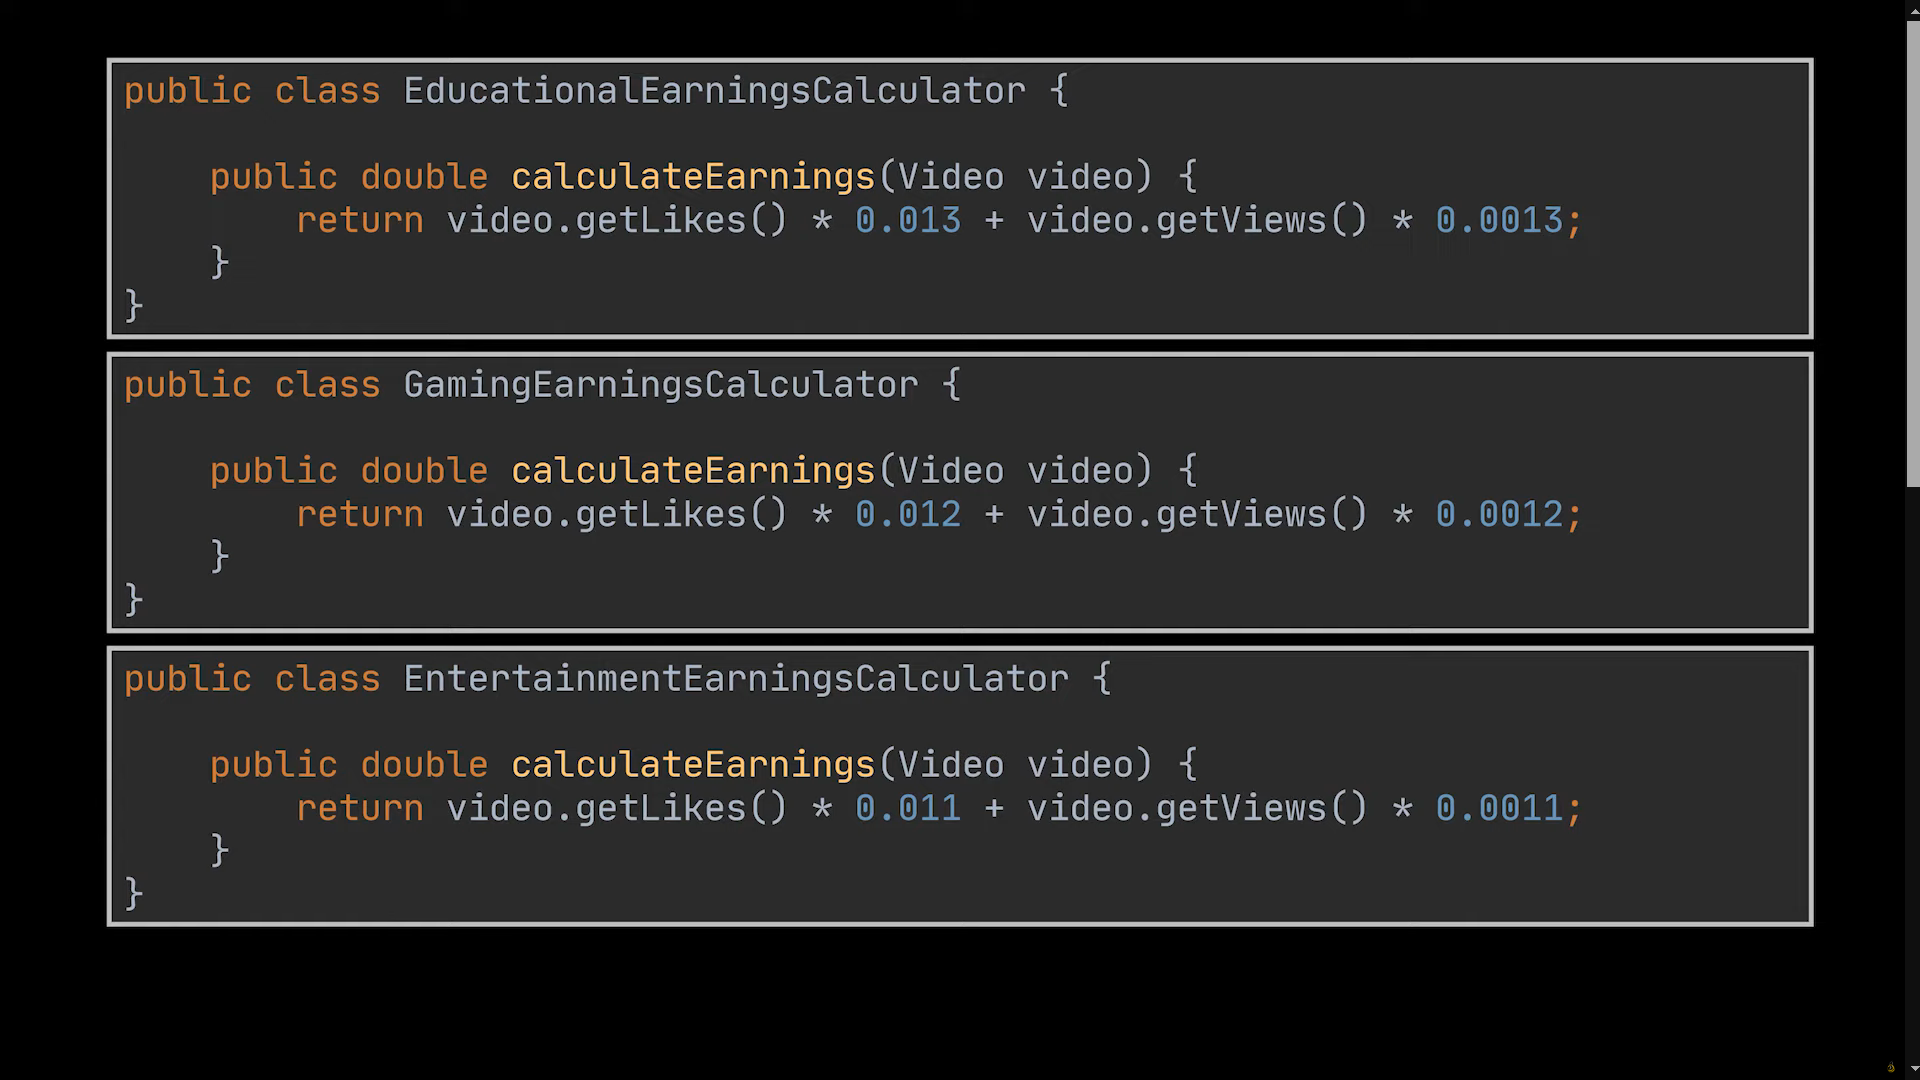 public class EducationalEarningsCalculator {
public double calculateEarnings(Video video) {
return video.getLikes() * 0.013 + video.getViews() * 0.0013;
}
}
public class GamingEarningsCalculator {
public double calculateEarnings(Video video) {
return video.getLikes() * 0.012 + video.getViews() * 0.0012;
}
}
public class EntertainmentEarningsCalculator {
public double calculateEarnings(Video video) {
return video.getLikes() * 0.011 + video.getViews() * 0.0011;
}
}